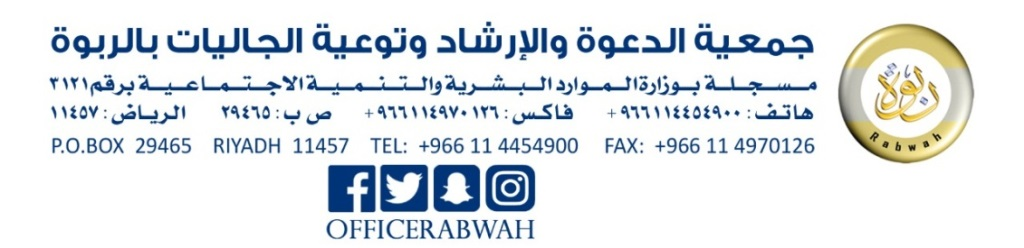 جمعية الدعوة والإرشاد وتوعية الجاليات بالربوة
مسجلة بوزارة الموارد البشرية والتنمية الاجتماعية برقم ٣١٢١
هاتف: ٩٦٦١١٤٤٥٤٩٠٠+ فاكس: ٩٦٦١١٤٩٧٠١٢٦+ ص ب: ٢٩٤٦٥ الرياض: ١١٤٥٧
P.O.BOX 29465 RIYADH 11457 TEL: +966 11 4454900 FAX: +966 11 4970126
OFFICERABWAH
ربوة
Rabwah